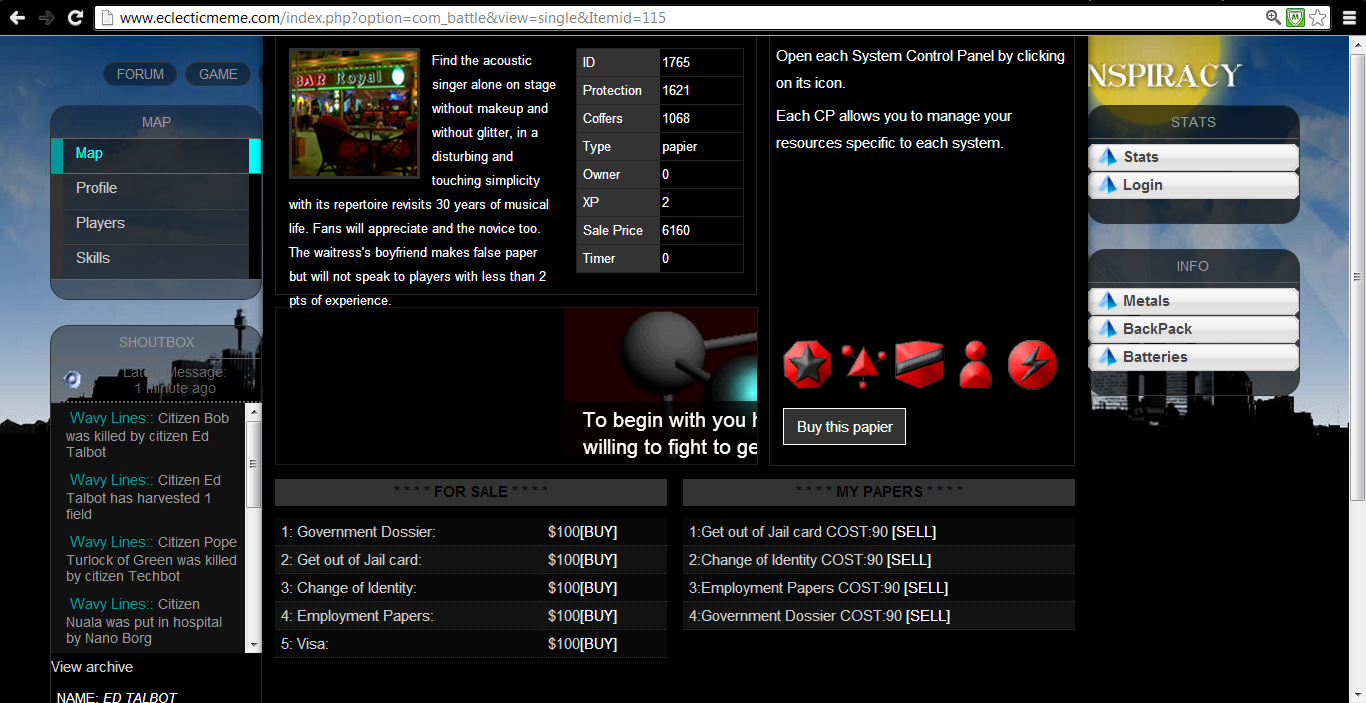 www.eclecticmeme.com/index.php?option=com_battle&view=single&Itemid=115
FORUM
GAME
MAP
Map
Profile
Players
Skills
SHOUTBOX
Latest Message:
1 minute ago
Wavy Lines:: Citizen Bob
was killed by citizen Ed
Talbot
Wavy Lines:: Citizen Ed
Talbot has harvested 1
field
Wavy Lines:: Citizen Pope
Turlock of Green was killed
by citizen Techbot
Wavy Lines:: Citizen
Nuala was put in hospital
by Nano Borg
View archive
NAME: ED TALBOT
BAR Royal
Find the acoustic
singer alone on stage
without makeup and
without glitter, in a
disturbing and
touching simplicity
with its repertoire revisits 30 years of musical
life. Fans will appreciate and the novice too.
The waitress's boyfriend makes false paper
but will not speak to players with less than 2
pts of experience.
ID 1765
Protection 1621
Coffers 1068
Type papier
Owner 0
XP 2
Sale Price 6160
Timer 0
To begin with you h
willing to fight to ge
Open each System Control Panel by clicking
on its icon.
Each CP allows you to manage your
resources specific to each system.
Buy this papier
* * * * FOR SALE * * * *
1: Government Dossier: $100[BUY]
2: Get out of Jail card: $100[BUY]
3: Change of Identity: $100[BUY]
4: Employment Papers: $100[BUY]
5: Visa: $100[BUY]
* * * * MY PAPERS * * * *
1:Get out of Jail card COST:90 [SELL]
2:Change of Identity COST:90 [SELL]
3:Employment Papers COST:90 [SELL]
4:Government Dossier COST:90 [SELL]
NSPIRACY
STATS
Stats
Login
INFO
Metals
BackPack
Batteries